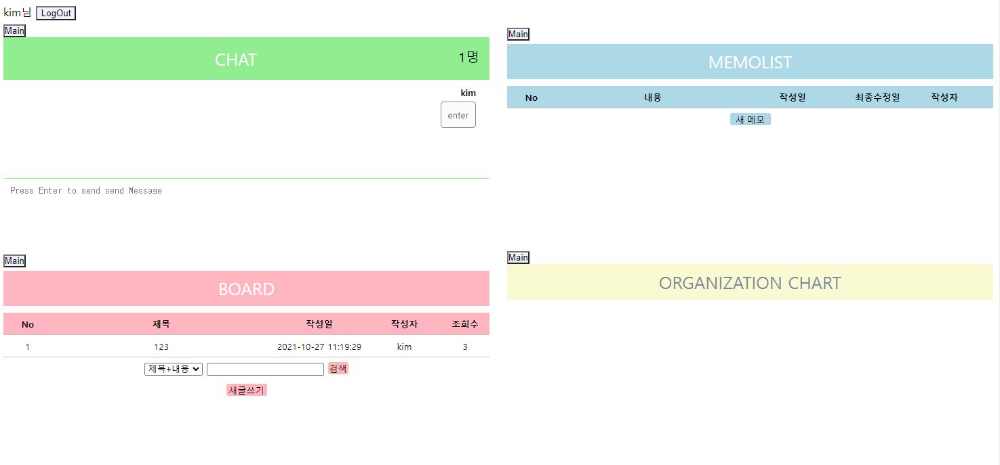 kim님 LogOut
Main
CHAT 1명
kim
enter
Press Enter to send send Message
Main
MEMOLIST
No 내용 작성일 최종수정일 작성자
새 메모
Main
BOARD
No 제목 작성일 작성자 조회수
1 123 2021-10-27 11:19:29 kim 3
제목+내용 검색
새글쓰기
Main
ORGANIZATION CHART